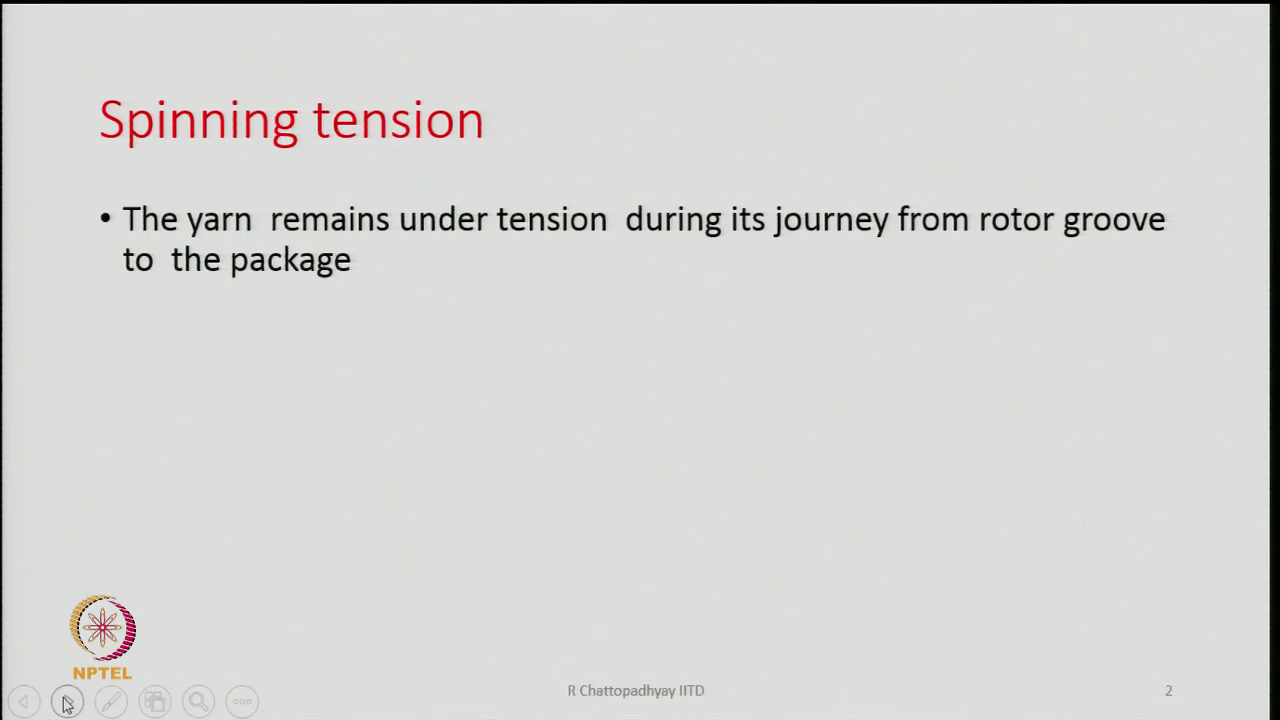 Spinning tension
• The yarn remains under tension during its journey from rotor groove
to the package
NPTEL
R Chattopadhyay IITD
2